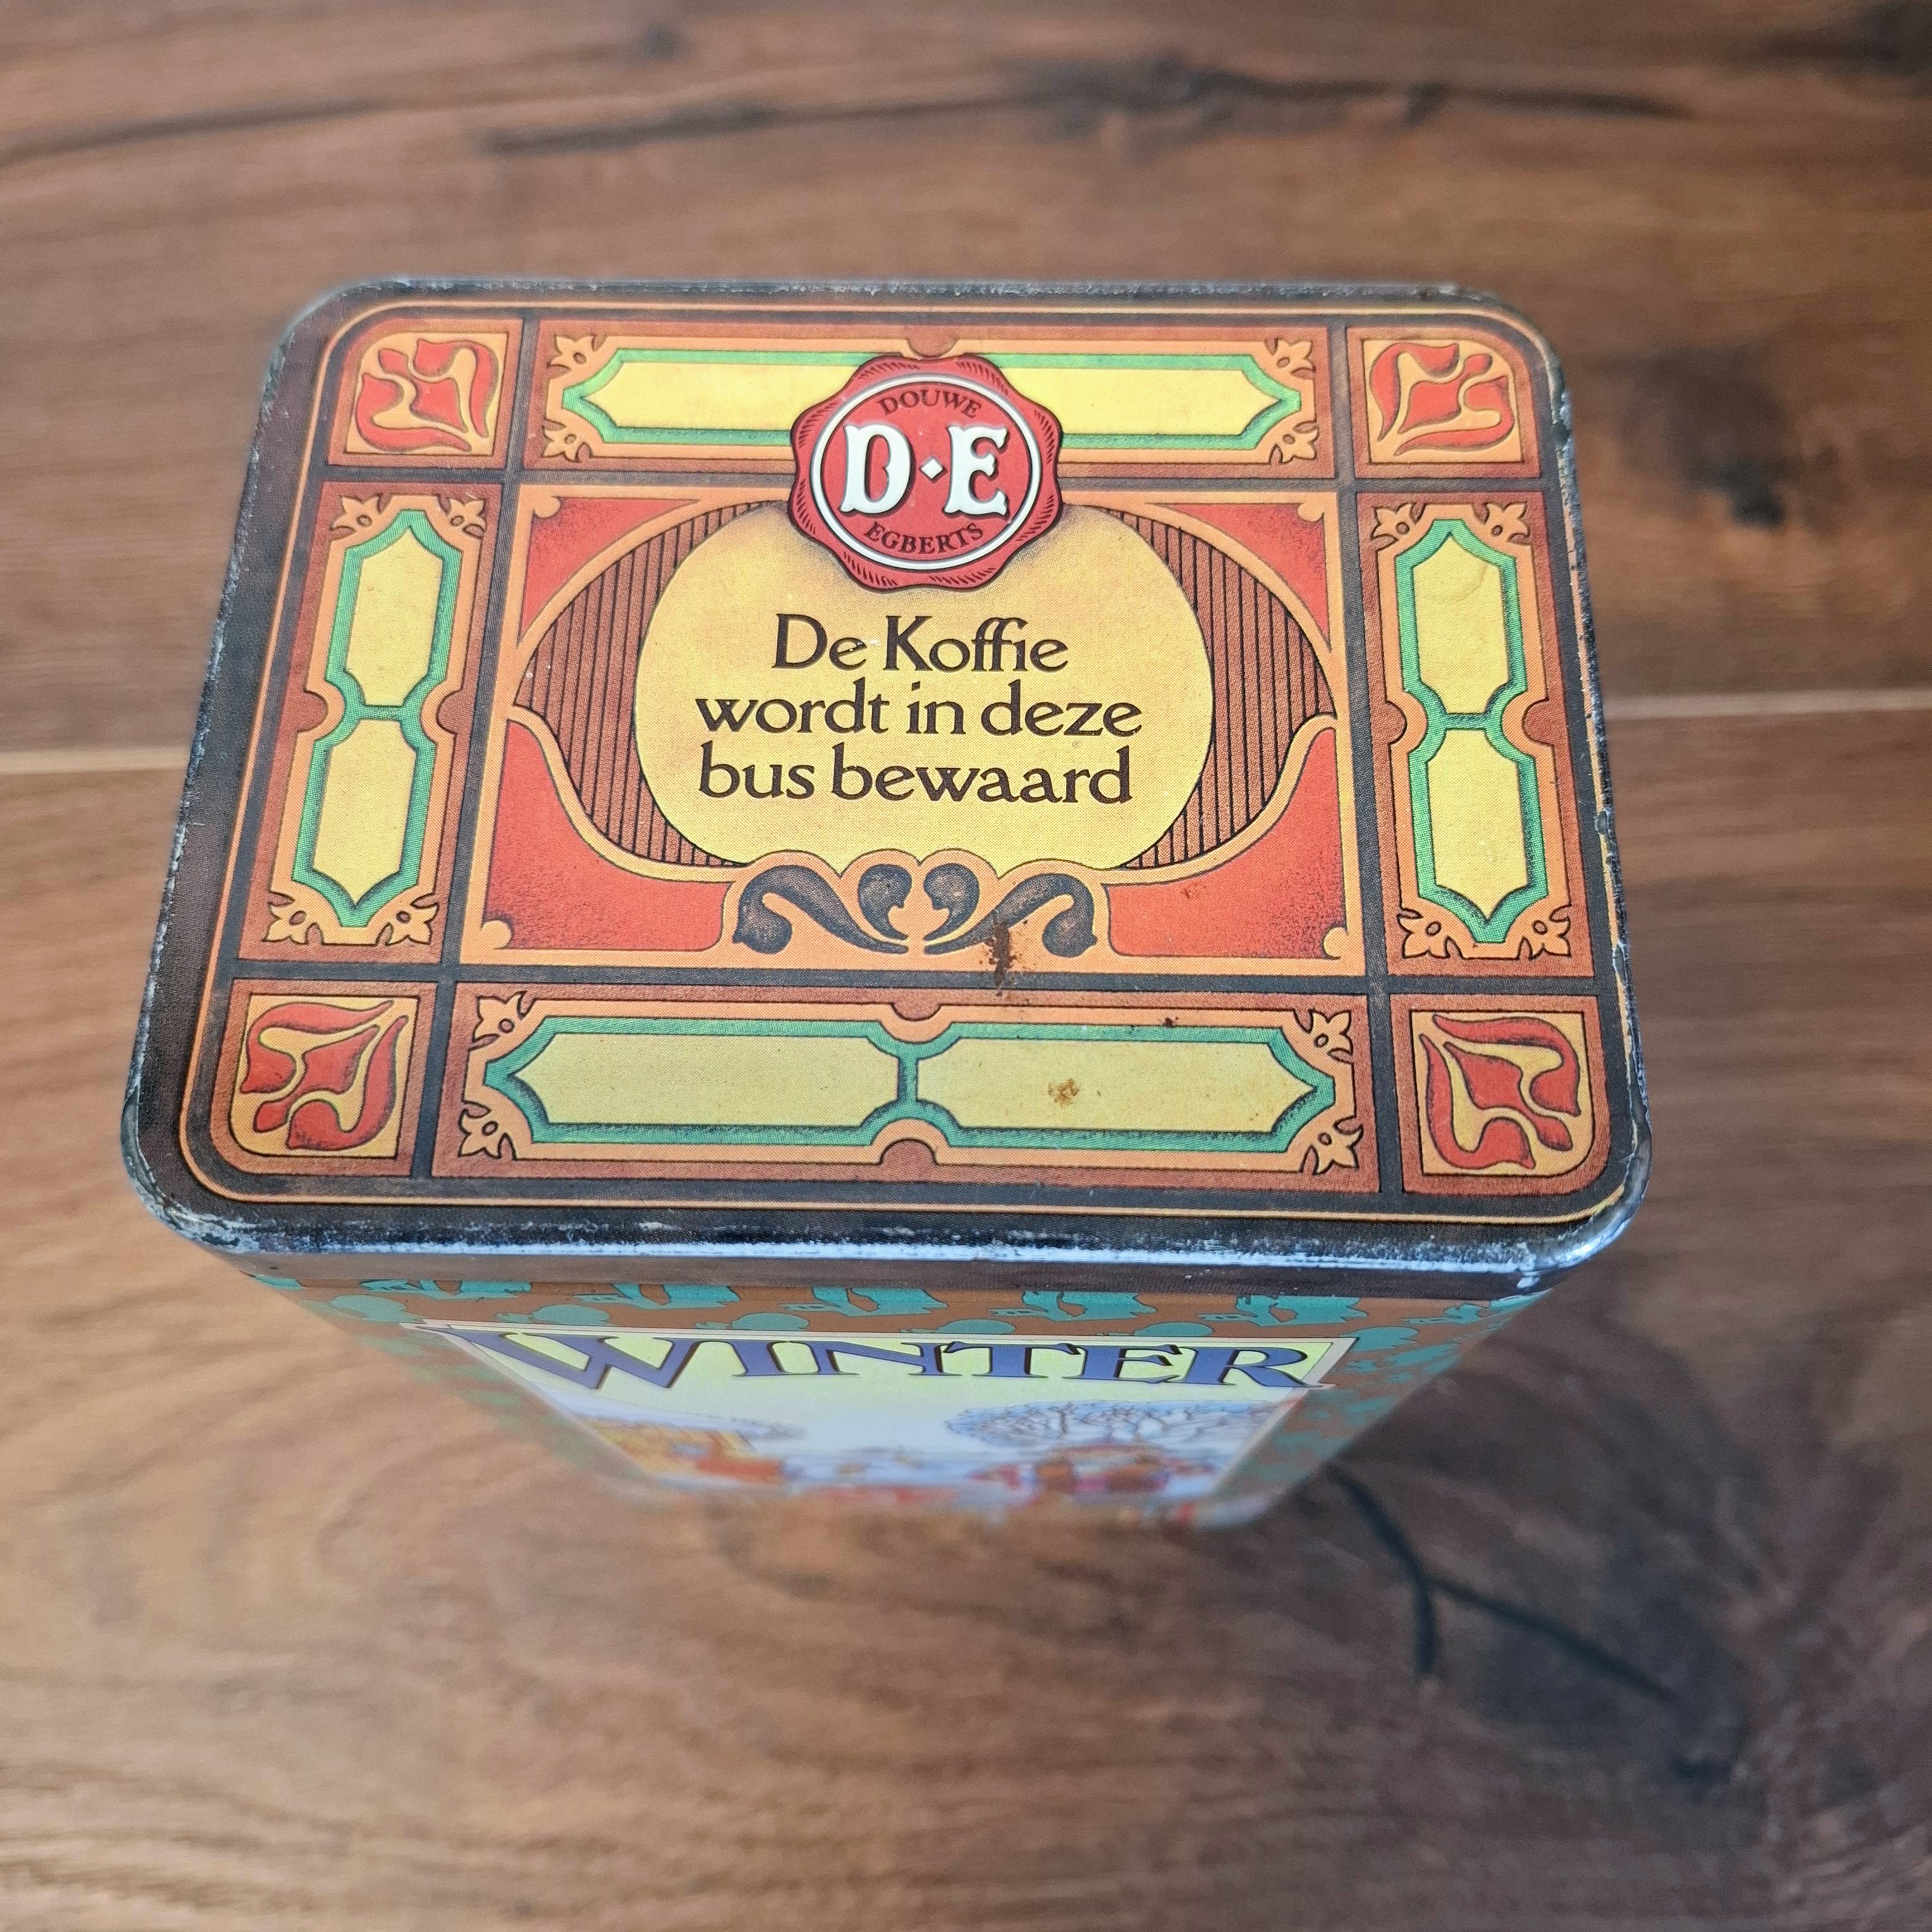 DOUWE
D·E
EGBERTS
De Koffie
wordt in deze
bus bewaard
WINTER